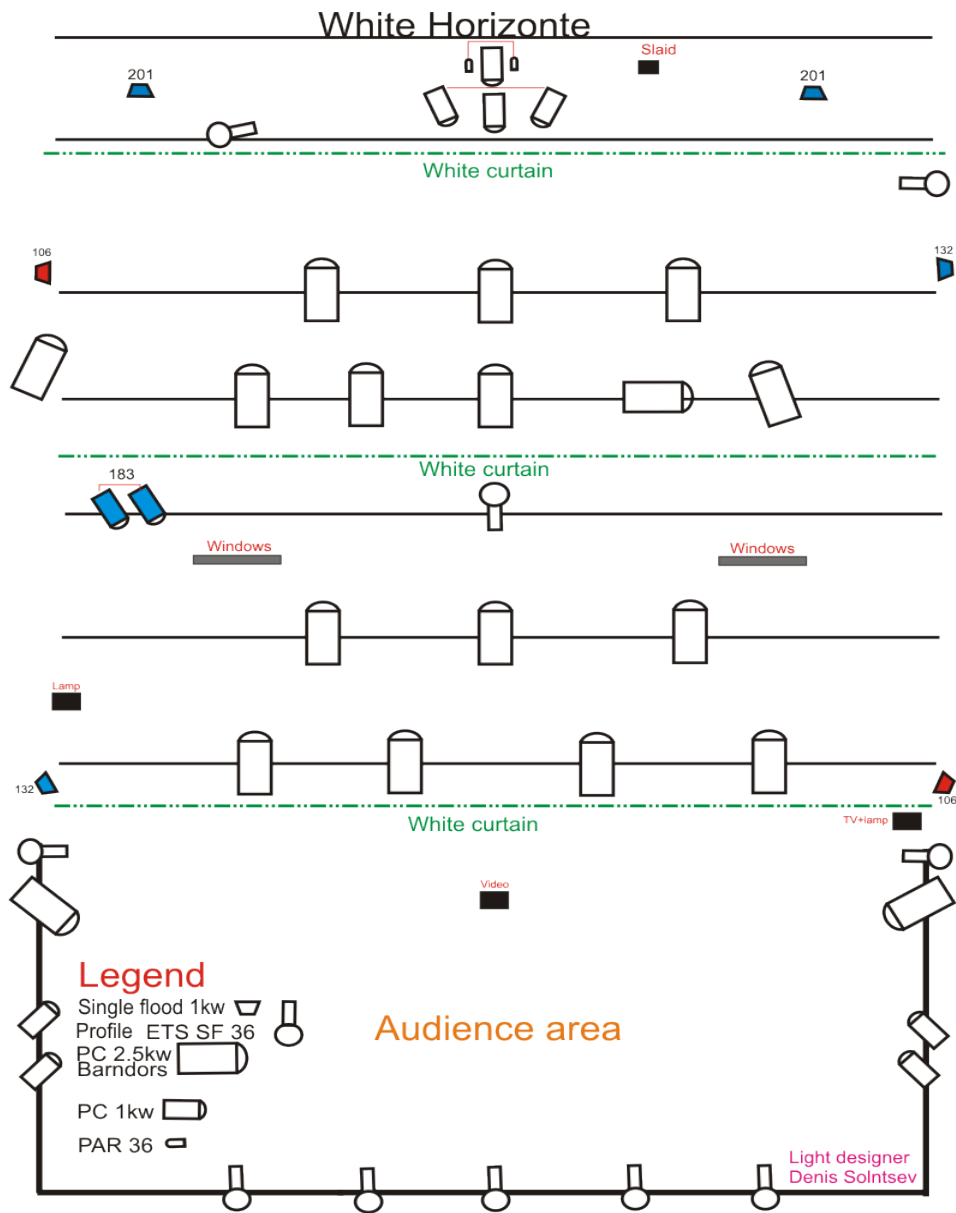 White Horizonte
Slaid
201
201
White curtain
106
132
White curtain
183
Windows
Windows
Lamp
132
106
White curtain
TV+iamp
Video
Legend
Single flood 1kw
Profile ETS SF 36
PC 2.5kw
Barndors
PC 1kw
PAR 36
Audience area
Light designer
Denis Solntsev